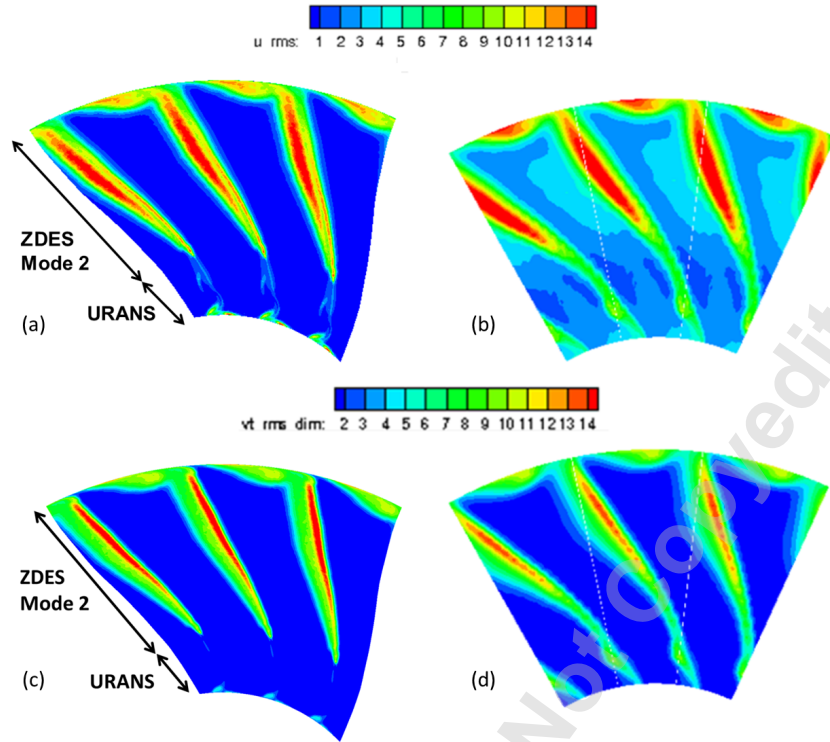 u rms: 1 2 3 4 5 6 7 8 9 10 11 12 13 14
ZDES
Mode 2
URANS
(a)
(b)
vt rms dim: 2 3 4 5 6 7 8 9 10 11 12 13 14
ZDES
Mode 2
URANS
(c)
(d)
Not Copyedit